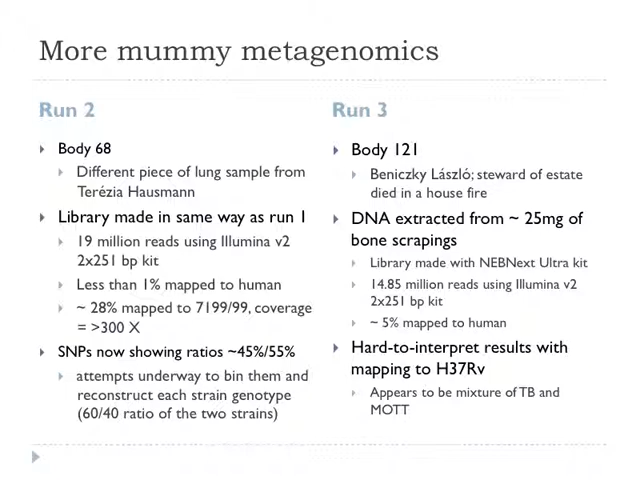 More mummy metagenomics
Run 2
Body 68
Different piece of lung sample from
Terézia Hausmann
Library made in same way as run 1
19 million reads using Illumina v2
2x251 bp kit
Less than 1% mapped to human
~ 28% mapped to 7199/99, coverage
= >300 X
SNPs now showing ratios ~45%/55%
attempts underway to bin them and
reconstruct each strain genotype
(60/40 ratio of the two strains)
Run 3
Body 121
Beniczky László; steward of estate
died in a house fire
DNA extracted from ~ 25mg of
bone scrapings
Library made with NEBNext Ultra kit
14.85 million reads using Illumina v2
2x251 bp kit
~ 5% mapped to human
Hard-to-interpret results with
mapping to H37Rv
Appears to be mixture of TB and
MOTT